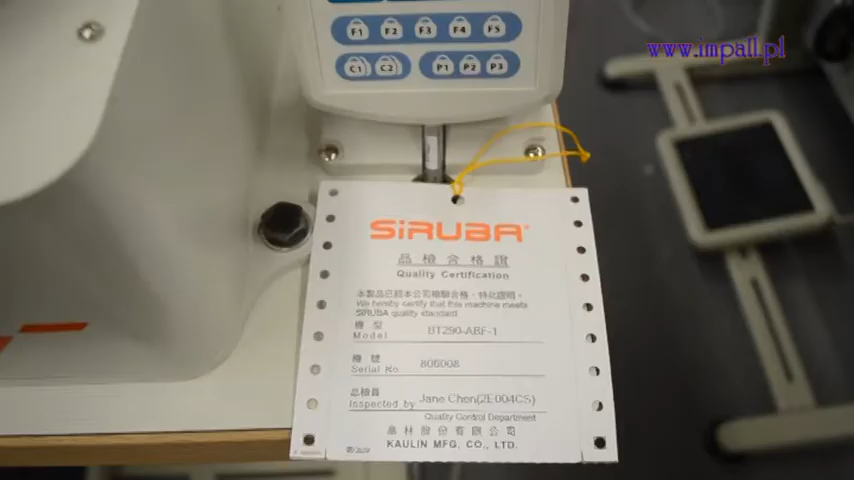 www.impall.pl
F1 F2 F3 F4 F5
C1 C2 P1 P2 P3
SiRUBA®
品檢合格證
Quality Certification
本製品已經本公司檢驗合格，特此證明。
We hereby certify that this machine meets
SIRUBA quality standard.
機 型
Model BT290-ABF-1
機 號
Serial No. 806008
品檢員
Inspected by Jane Chen(2E004CS)
Quality Control Department
高林股份有限公司
KAULIN MFG. CO., LTD.